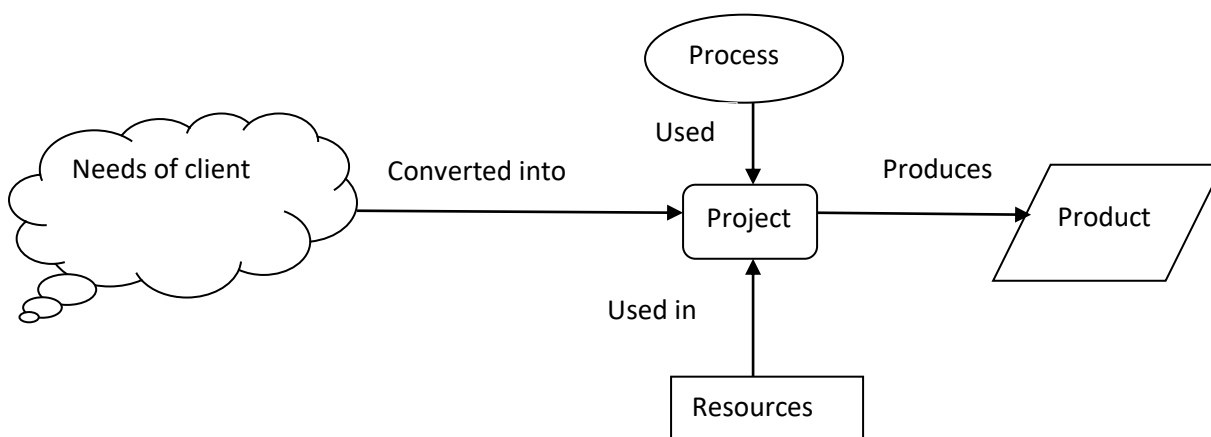 Process
Used
Needs of client
Converted into
Produces
Project
Product
Used in
Resources